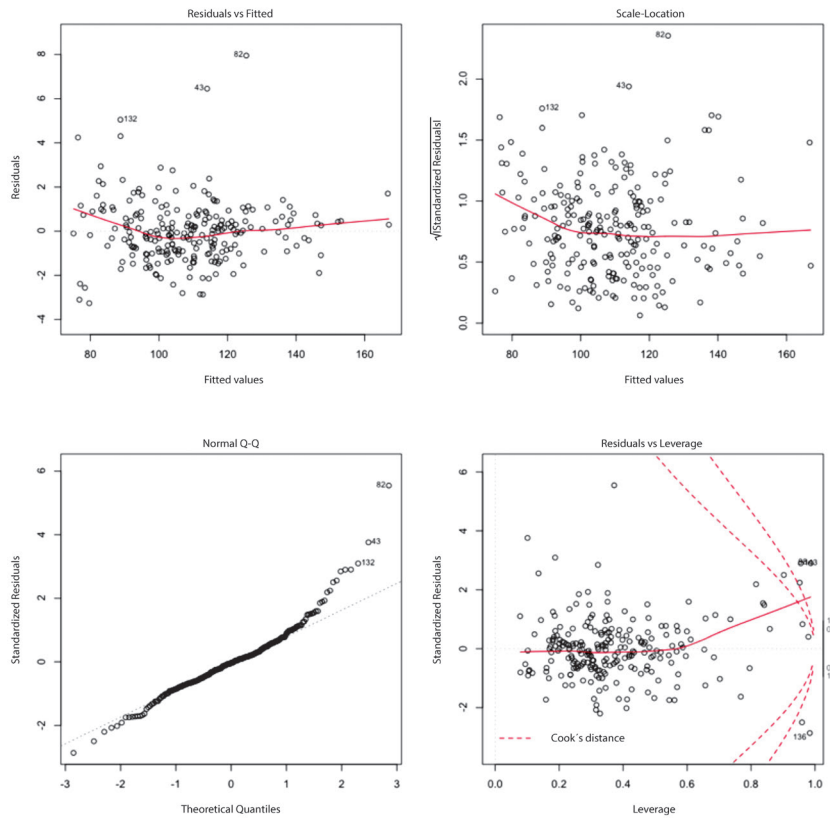 Residuals vs Fitted
8
6
4
2
0
-2
-4
82
43
132
Residuals
80 100 120 140 160
Fitted values
Scale-Location
2.0
1.5
1.0
0.5
0.0
82
43
132
√|Standardized Residuals|
80 100 120 140 160
Fitted values
Normal Q-Q
6
4
2
0
-2
82
43
132
Standardized Residuals
-3 -2 -1 0 1 2 3
Theoretical Quantiles
Residuals vs Leverage
6
4
2
0
-2
136
Standardized Residuals
Cook´s distance
0.0 0.2 0.4 0.6 0.8 1.0
Leverage